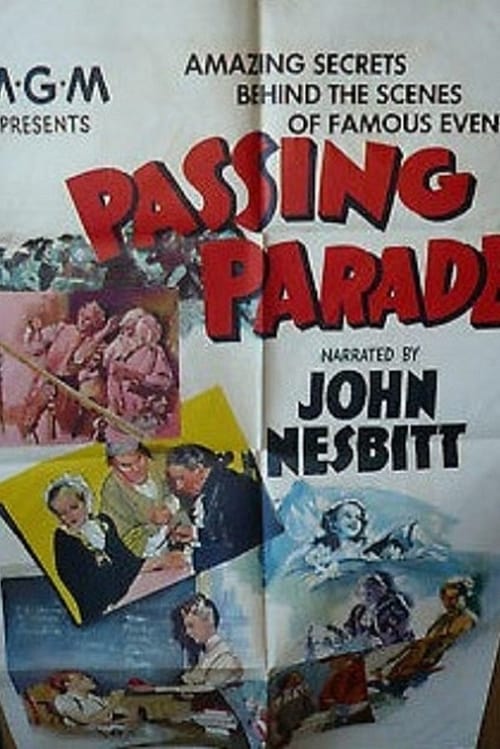 M·G·M
PRESENTS
AMAZING SECRETS
BEHIND THE SCENES
OF FAMOUS EVEN
PASSING
PARADE
NARRATED BY
JOHN
NESBITT